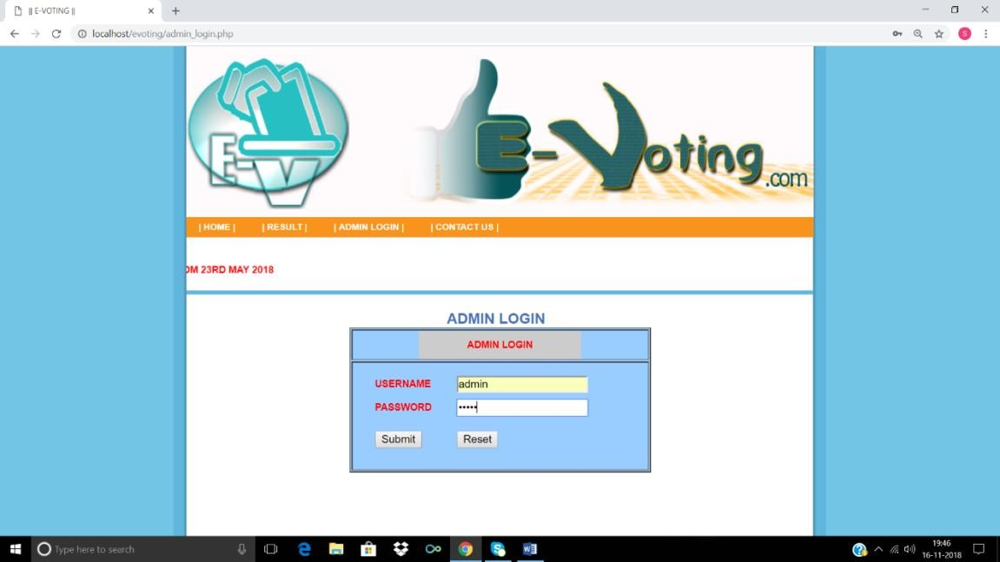 || E-VOTING ||
localhost/evoting/admin_login.php
S
E-V
E-Voting.com
| HOME | | RESULT | | ADMIN LOGIN | | CONTACT US |
OM 23RD MAY 2018
ADMIN LOGIN
ADMIN LOGIN
USERNAME admin
PASSWORD •••••
Submit Reset
Type here to search
19:46
16-11-2018